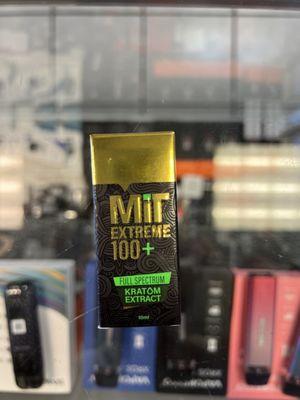 MIT
EXTREME
100+
FULL SPECTRUM
KRATOM
EXTRACT
10ml